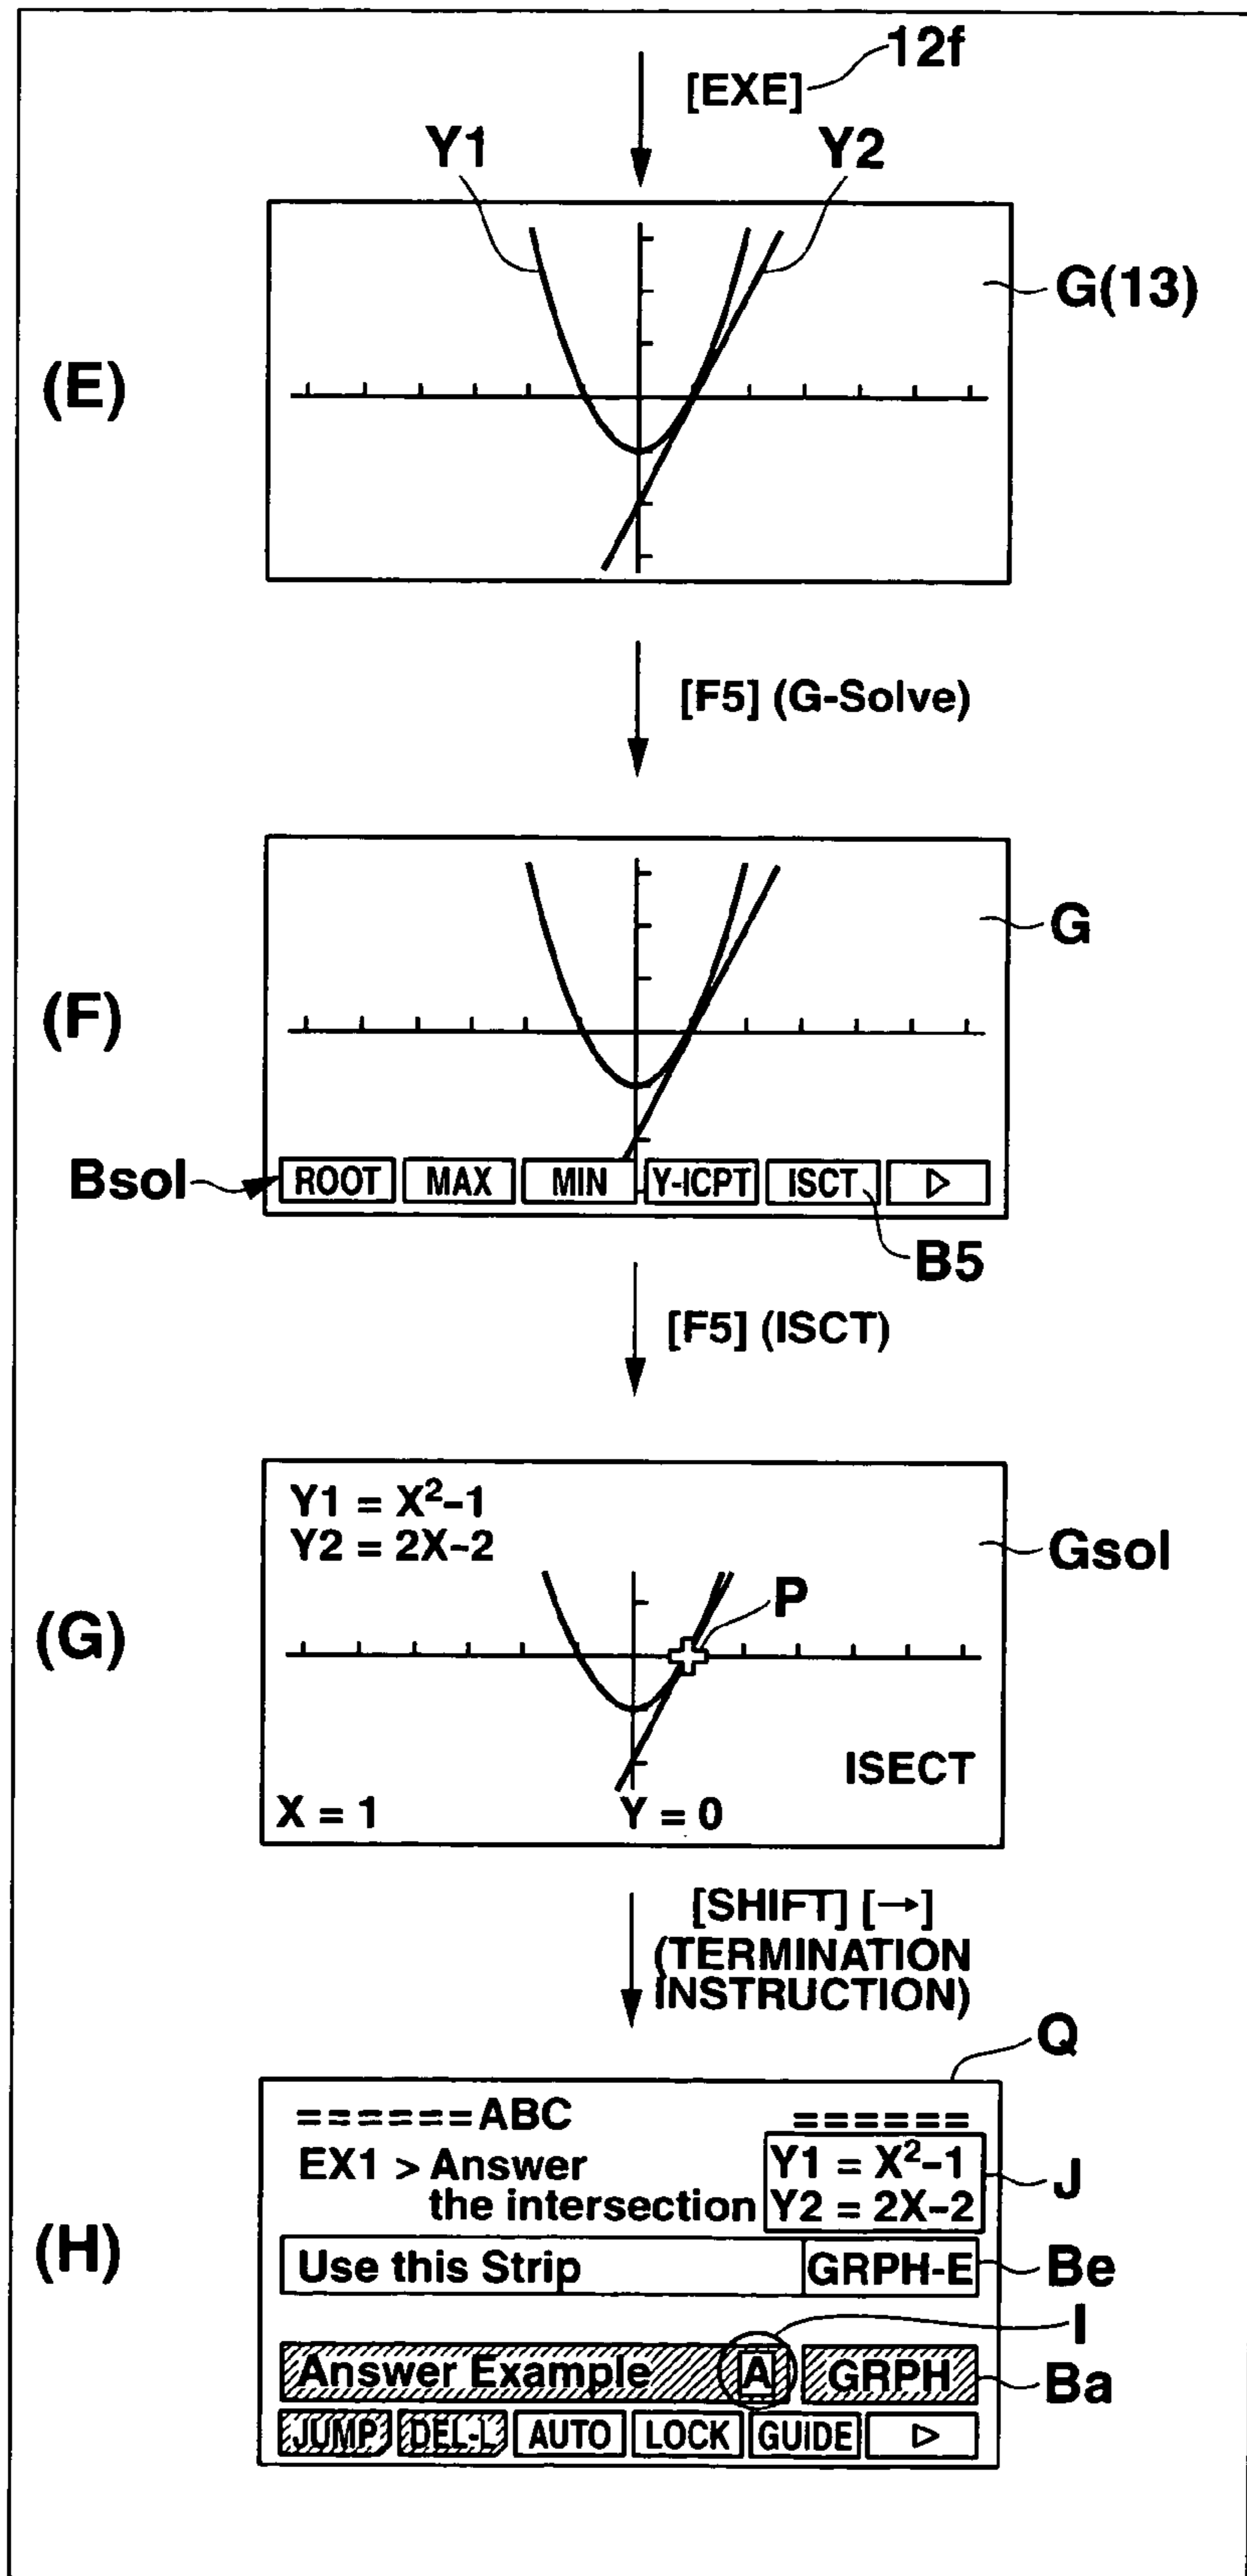 12f
[EXE]
Y1 Y2
G(13)
(E)
[F5] (G-Solve)
G
(F)
Bsol ROOT MAX MIN Y-ICPT ISCT ▷
B5
[F5] (ISCT)
Y1 = X²-1
Y2 = 2X-2
Gsol
P
(G)
ISECT
X = 1 Y = 0
[SHIFT] [→]
(TERMINATION
INSTRUCTION)
Q
======ABC ======
EX1 > Answer Y1 = X²-1 J
the intersection Y2 = 2X-2
(H)
Use this Strip GRPH-E Be
I
Answer Example A GRPH Ba
JUMP DEL-L AUTO LOCK GUIDE ▷